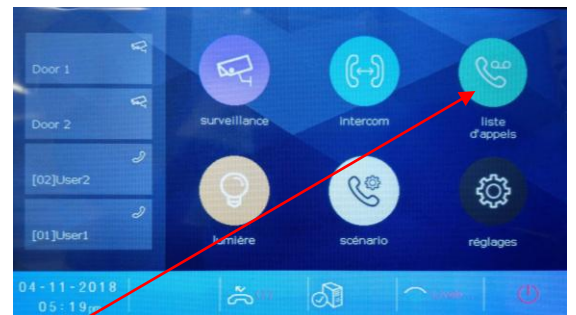 Door 1
Door 2
[02]User2
[01]User1
surveillance
intercom
liste
d'appels
lumière
scénario
réglages
04-11-2018
05:19pm